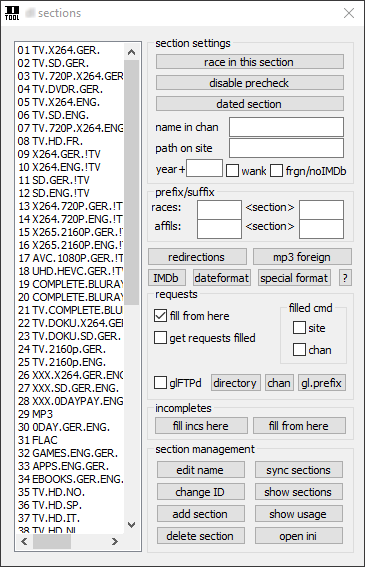 TOOL
sections
01 TV.X264.GER.
02 TV.SD.GER.
03 TV.720P.X264.GER
04 TV.DVDR.GER.
05 TV.X264.ENG.
06 TV.SD.ENG.
07 TV.720P.X264.ENG
08 TV.HD.FR.
09 X264.GER.!TV
10 X264.ENG.!TV
11 SD.GER.!TV
12 SD.ENG.!TV
13 X264.720P.GER.!TV
14 X264.720P.ENG.!T
15 X265.2160P.GER.!
16 X265.2160P.ENG.!
17 AVC.1080P.GER.!T
18 UHD.HEVC.GER.!T
19 COMPLETE.BLURAY
20 COMPLETE.BLURAY
21 TV.COMPLETE.BLU
22 TV.DOKU.X264.GE
23 TV.DOKU.SD.GER.
24 TV.2160p.GER.
25 TV.2160p.ENG.
26 XXX.X264.GER.ENG
27 XXX.SD.GER.ENG.
28 XXX.0DAYPAY.ENG
29 MP3
30 0DAY.GER.ENG.
31 FLAC
32 GAMES.ENG.GER.
33 APPS.ENG.GER.
34 EBOOKS.GER.ENG.
35 TV.HD.NO.
36 TV.HD.SP.
37 TV.HD.IT.
38 TV.HD.NL
section settings
race in this section
disable precheck
dated section
name in chan
path on site
year+ wank frgn/noIMDb
prefix/suffix
races: <section>
affils: <section>
redirections mp3 foreign
IMDb dateformat special format ?
requests
fill from here
get requests filled
filled cmd
site
chan
glFTPd directory chan gl.prefix
incompletes
fill incs here fill from here
section management
edit name sync sections
change ID show sections
add section show usage
delete section open ini